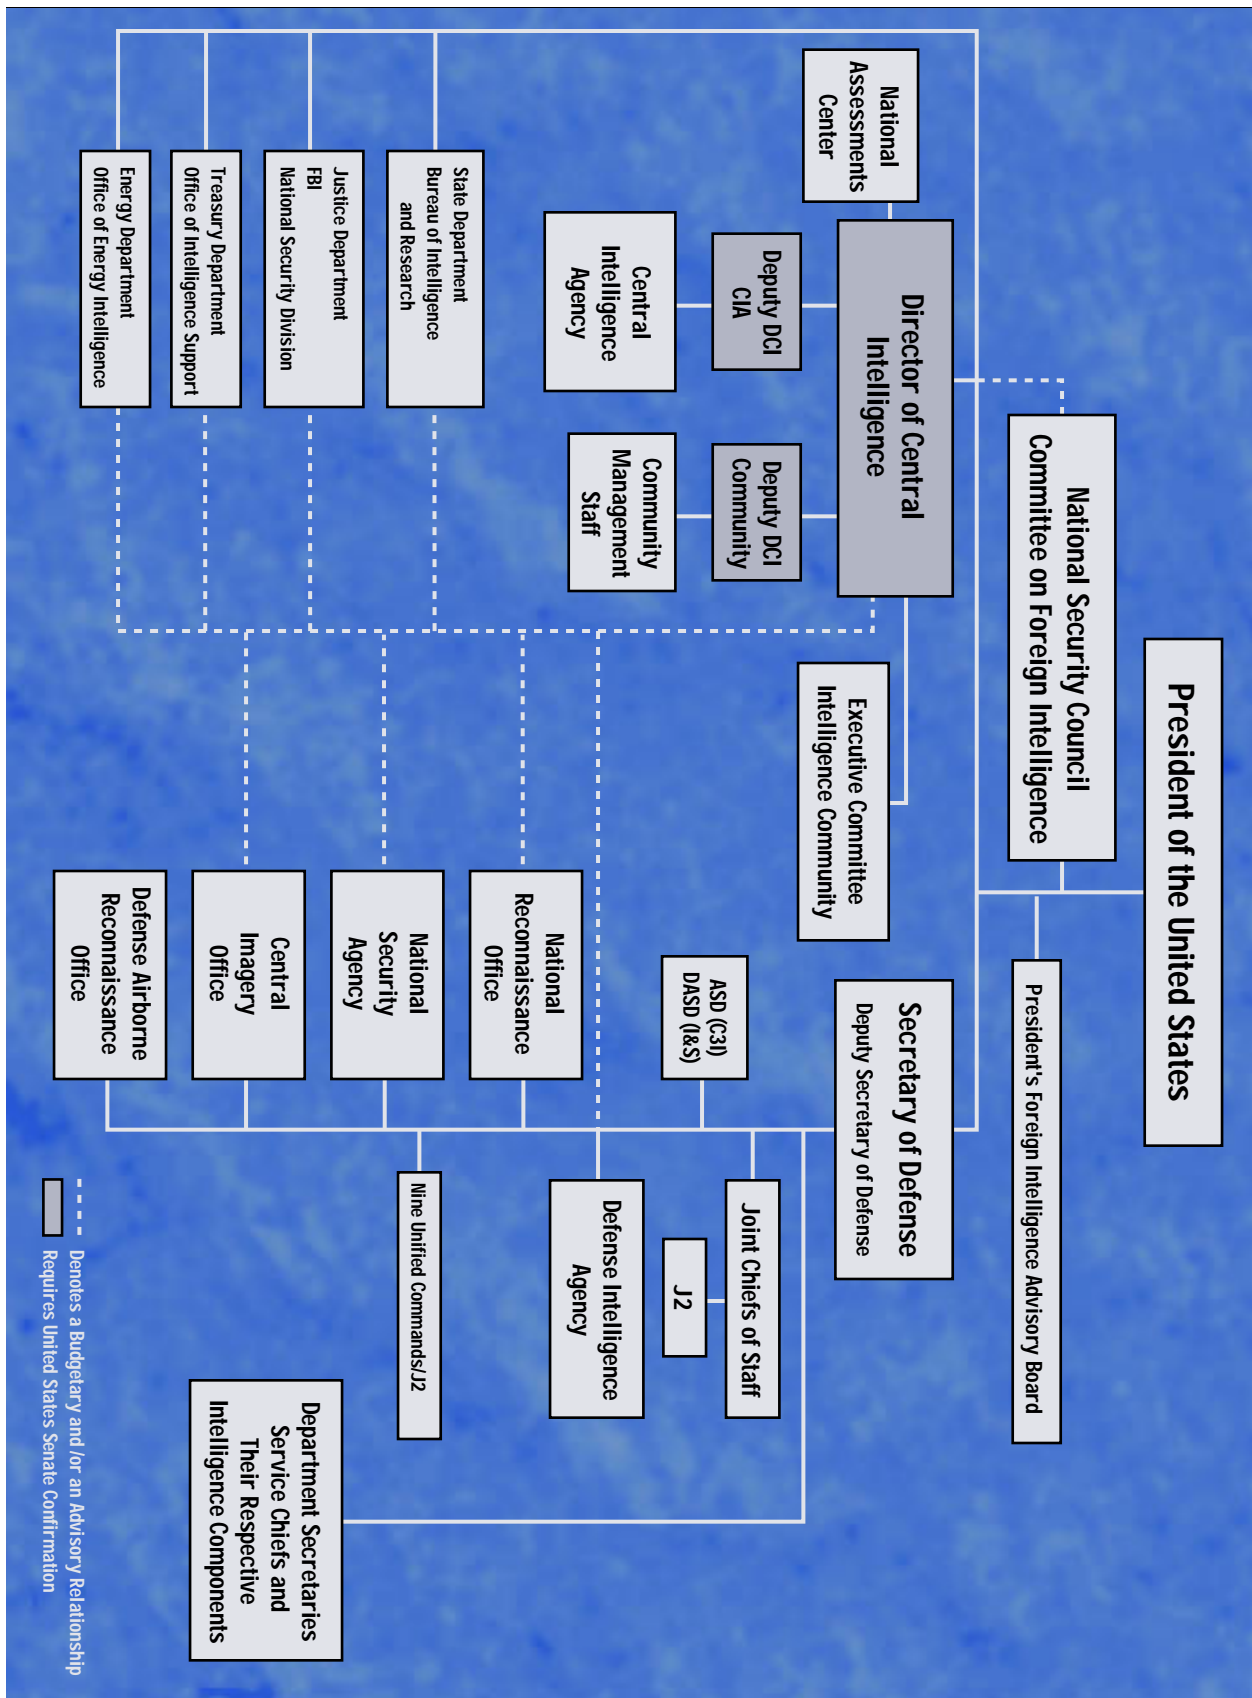 President of the United States
National Security Council
Committee on Foreign Intelligence
President's Foreign Intelligence Advisory Board
National
Assessments
Center
Director of Central
Intelligence
Secretary of Defense
Deputy Secretary of Defense
Executive Committee
Intelligence Community
Deputy DCI
CIA
Deputy DCI
Community
Central
Intelligence
Agency
Community
Management
Staff
ASD (C3I)
DASD (I&S)
Joint Chiefs of Staff
J2
Defense Intelligence
Agency
State Department
Bureau of Intelligence
and Research
Justice Department
FBI
National Security Division
Treasury Department
Office of Intelligence Support
Energy Department
Office of Energy Intelligence
National
Reconnaissance
Office
National
Security
Agency
Central
Imagery
Office
Defense Airborne
Reconnaissance
Office
Nine Unified Commands/J2
Department Secretaries
Service Chiefs and
Their Respective
Intelligence Components
Denotes a Budgetary and /or an Advisory Relationship
Requires United States Senate Confirmation